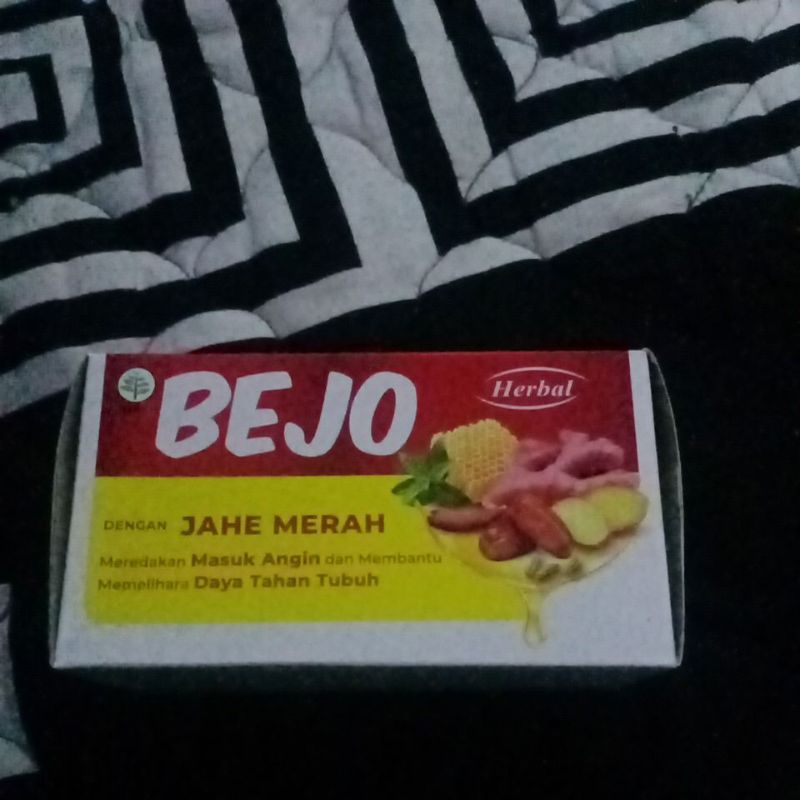 BEJO
Herbal
DENGAN JAHE MERAH
Meredakan Masuk Angin dan Membantu
Memelihara Daya Tahan Tubuh